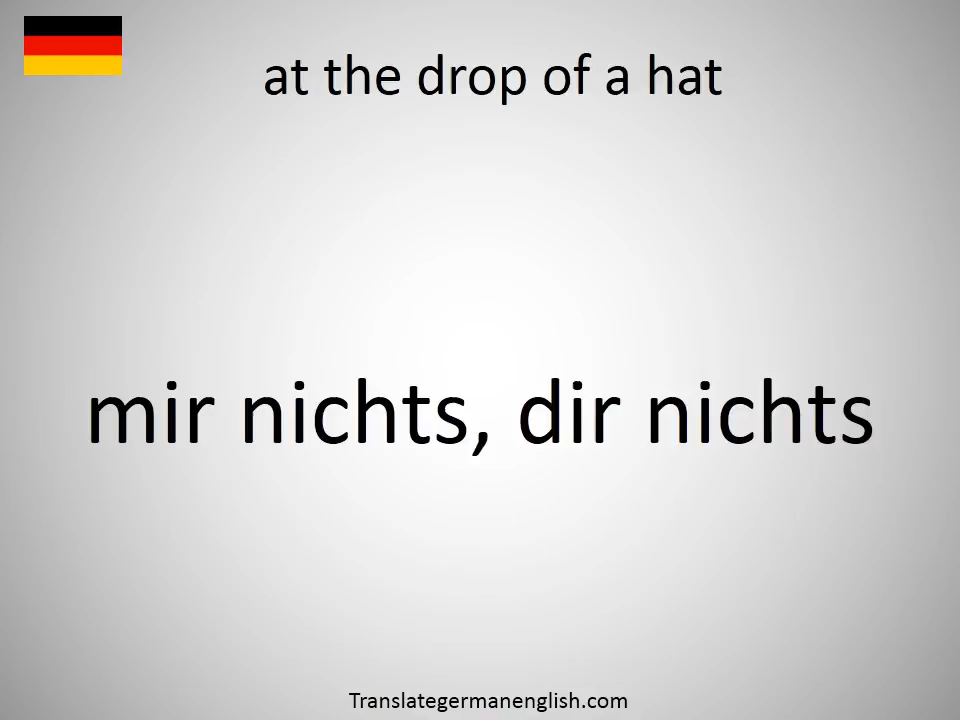 at the drop of a hat
mir nichts, dir nichts
Translategermanenglish.com